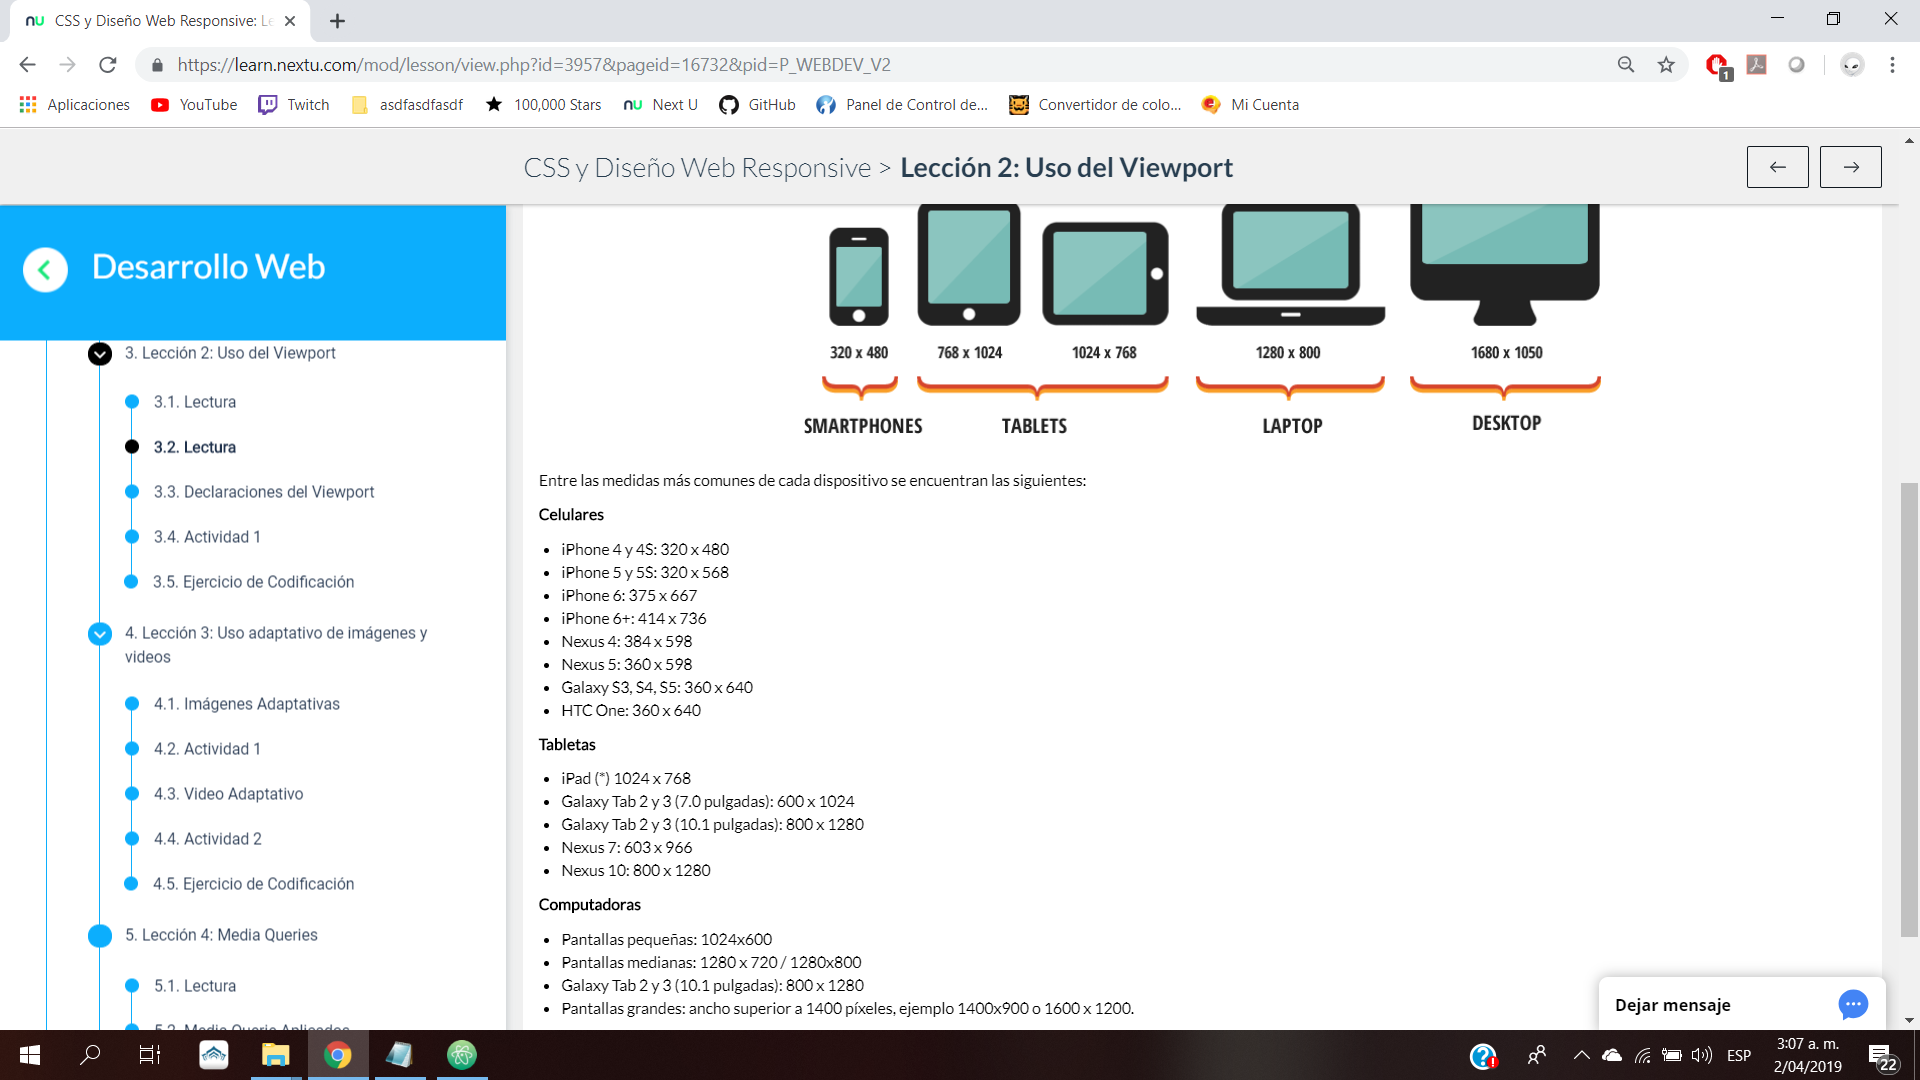 CSS y Diseño Web Responsive: Le
https://learn.nextu.com/mod/lesson/view.php?id=3957&pageid=16732&pid=P_WEBDEV_V2
1
Aplicaciones YouTube Twitch asdfasdfasdf 100,000 Stars nu Next U GitHub Panel de Control de... Convertidor de colo... Mi Cuenta
CSS y Diseño Web Responsive > Lección 2: Uso del Viewport
Desarrollo Web
3. Lección 2: Uso del Viewport
3.1. Lectura
3.2. Lectura
3.3. Declaraciones del Viewport
3.4. Actividad 1
3.5. Ejercicio de Codificación
4. Lección 3: Uso adaptativo de imágenes y
videos
4.1. Imágenes Adaptativas
4.2. Actividad 1
4.3. Video Adaptativo
4.4. Actividad 2
4.5. Ejercicio de Codificación
5. Lección 4: Media Queries
5.1. Lectura
320 x 480 768 x 1024 1024 x 768 1280 x 800 1680 x 1050
SMARTPHONES TABLETS LAPTOP DESKTOP
Entre las medidas más comunes de cada dispositivo se encuentran las siguientes:
Celulares
• iPhone 4 y 4S: 320 x 480
• iPhone 5 y 5S: 320 x 568
• iPhone 6: 375 x 667
• iPhone 6+: 414 x 736
• Nexus 4: 384 x 598
• Nexus 5: 360 x 598
• Galaxy S3, S4, S5: 360 x 640
• HTC One: 360 x 640
Tabletas
• iPad (*) 1024 x 768
• Galaxy Tab 2 y 3 (7.0 pulgadas): 600 x 1024
• Galaxy Tab 2 y 3 (10.1 pulgadas): 800 x 1280
• Nexus 7: 603 x 966
• Nexus 10: 800 x 1280
Computadoras
• Pantallas pequeñas: 1024x600
• Pantallas medianas: 1280 x 720 / 1280x800
• Galaxy Tab 2 y 3 (10.1 pulgadas): 800 x 1280
• Pantallas grandes: ancho superior a 1400 píxeles, ejemplo 1400x900 o 1600 x 1200.
Dejar mensaje
ESP
3:07 a. m.
2/04/2019
22